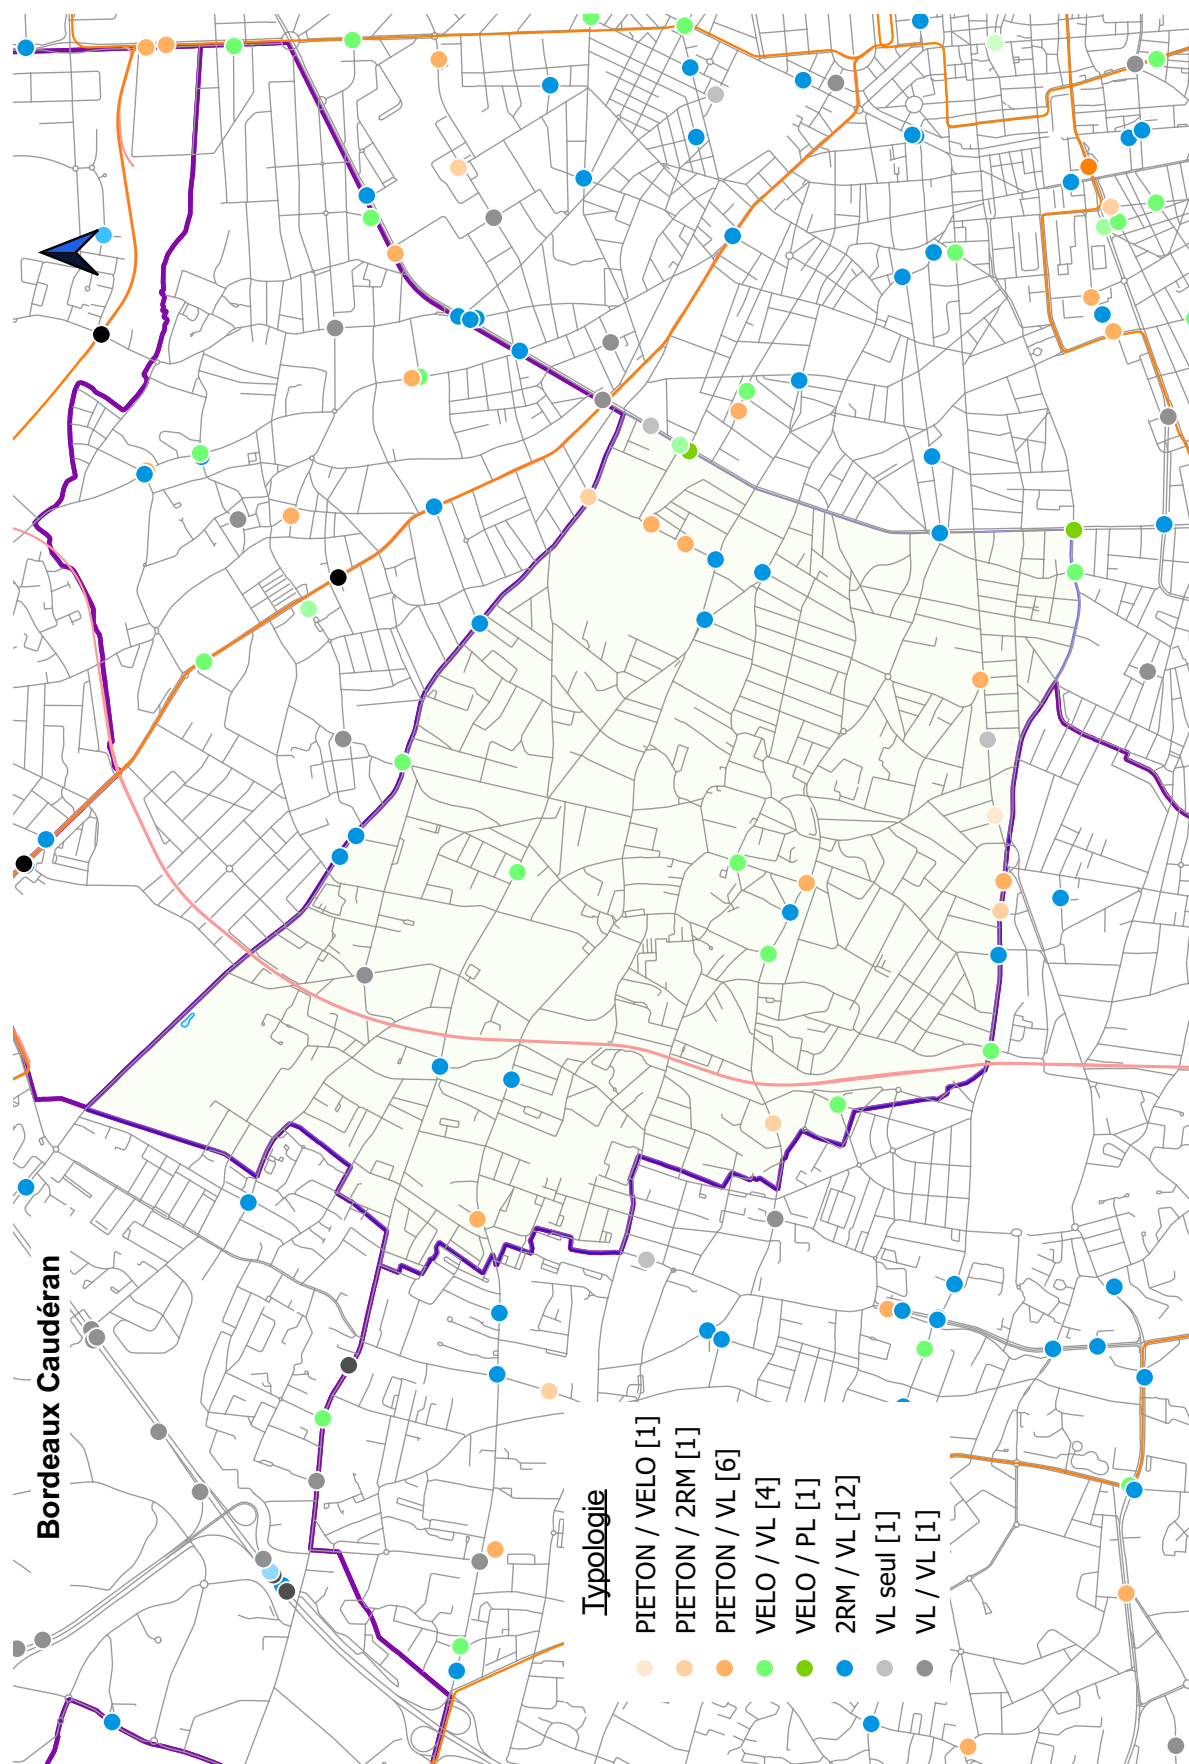 Bordeaux Caudéran
Typologie
PIETON / VELO [1]
PIETON / 2RM [1]
PIETON / VL [6]
VELO / VL [4]
VELO / PL [1]
2RM / VL [12]
VL seul [1]
VL / VL [1]